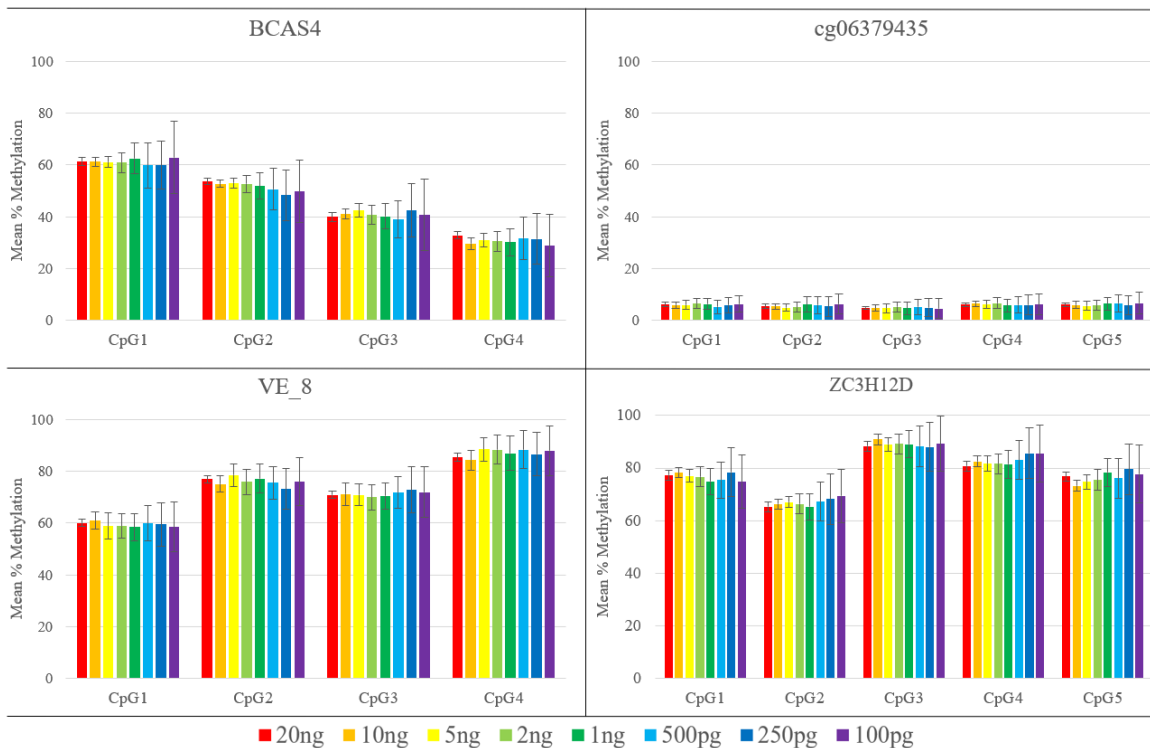 BCAS4
Mean % Methylation
100
80
60
40
20
0
CpG1 CpG2 CpG3 CpG4
cg06379435
Mean % Methylation
100
80
60
40
20
0
CpG1 CpG2 CpG3 CpG4 CpG5
VE_8
Mean % Methylation
100
80
60
40
20
0
CpG1 CpG2 CpG3 CpG4
ZC3H12D
Mean % Methylation
100
80
60
40
20
0
CpG1 CpG2 CpG3 CpG4 CpG5
20ng 10ng 5ng 2ng 1ng 500pg 250pg 100pg